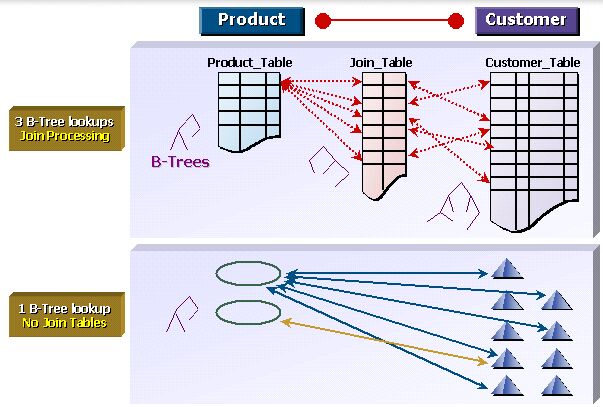 Product
Customer
Product_Table
Join_Table
Customer_Table
3 B-Tree lookups
Join Processing
B-Trees
1 B-Tree lookup
No Join Tables